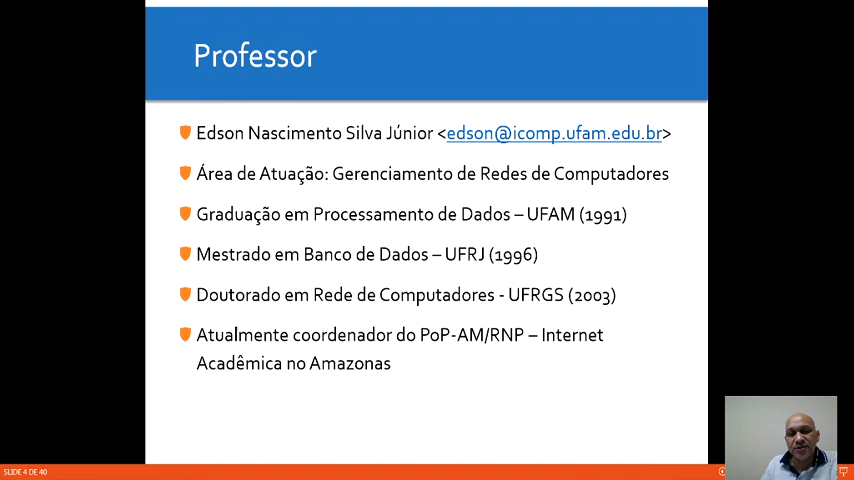 Professor
Edson Nascimento Silva Júnior <edson@icomp.ufam.edu.br>
Área de Atuação: Gerenciamento de Redes de Computadores
Graduação em Processamento de Dados – UFAM (1991)
Mestrado em Banco de Dados – UFRJ (1996)
Doutorado em Rede de Computadores - UFRGS (2003)
Atualmente coordenador do PoP-AM/RNP – Internet
Acadêmica no Amazonas
SLIDE 4 DE 40